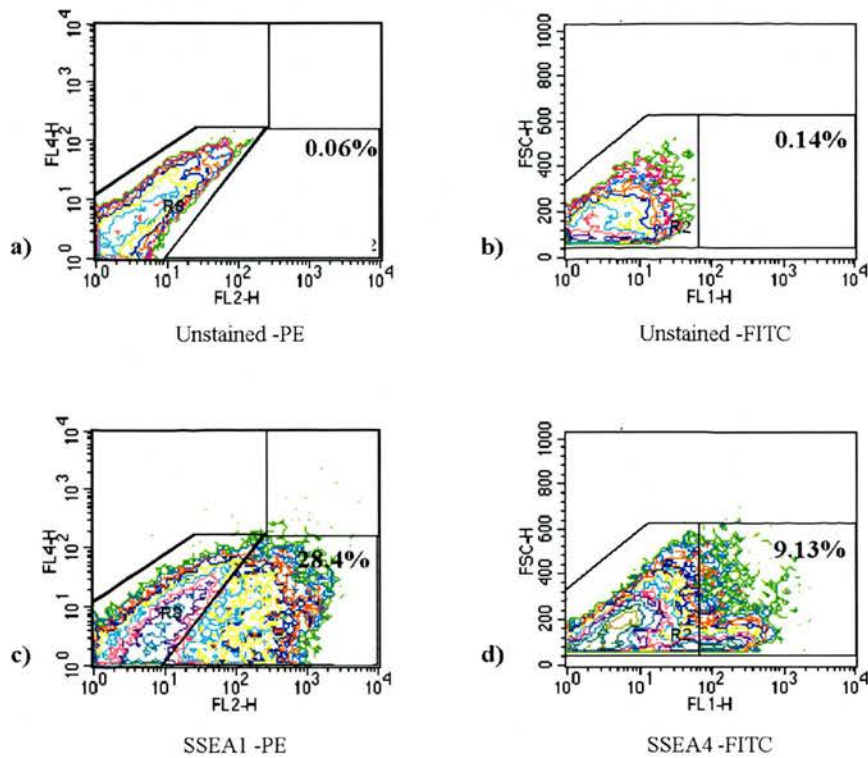 a)
FL4-H
10^0 10^1 10^2 10^3 10^4
0.06%
R3
2
10^0 10^1 10^2 10^3 10^4
FL2-H
Unstained -PE
b)
FSC-H
0 200 400 600 800 1000
0.14%
R2
10^0 10^1 10^2 10^3 10^4
FL1-H
Unstained -FITC
c)
FL4-H
10^0 10^1 10^2 10^3 10^4
28.4%
R3
10^0 10^1 10^2 10^3 10^4
FL2-H
SSEA1 -PE
d)
FSC-H
0 200 400 600 800 1000
9.13%
R2
10^0 10^1 10^2 10^3 10^4
FL1-H
SSEA4 -FITC